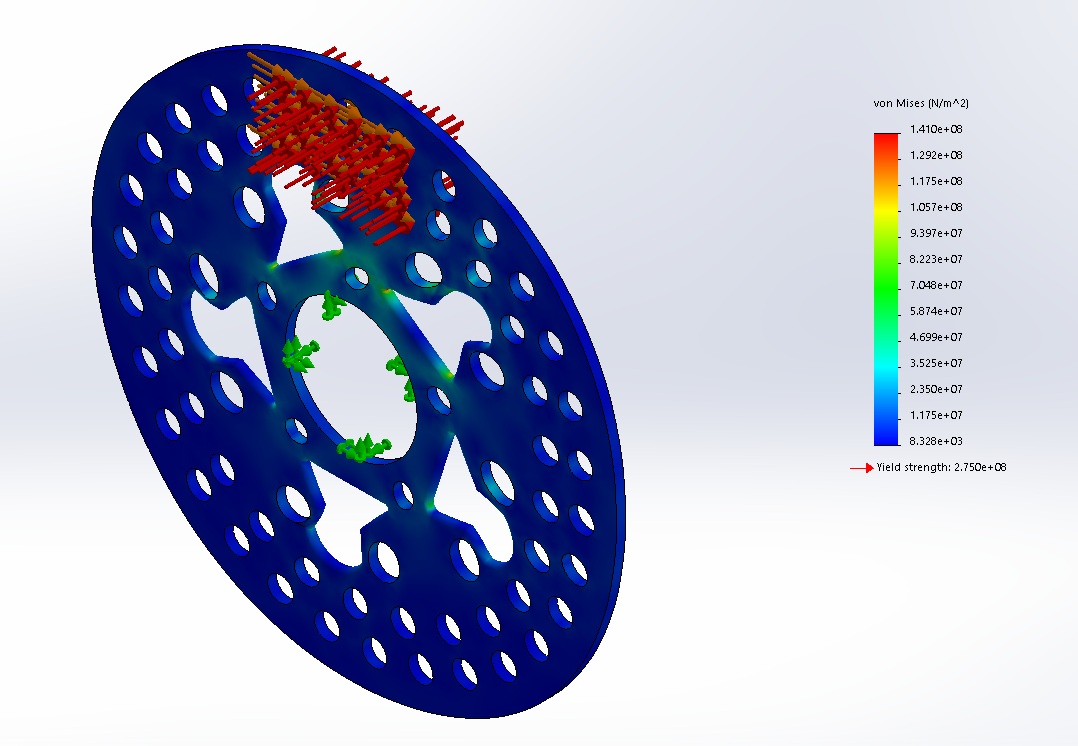 von Mises (N/m^2)
1.410e+08
1.292e+08
1.175e+08
1.057e+08
9.397e+07
8.223e+07
7.048e+07
5.874e+07
4.699e+07
3.525e+07
2.350e+07
1.175e+07
8.328e+03
Yield strength: 2.750e+08